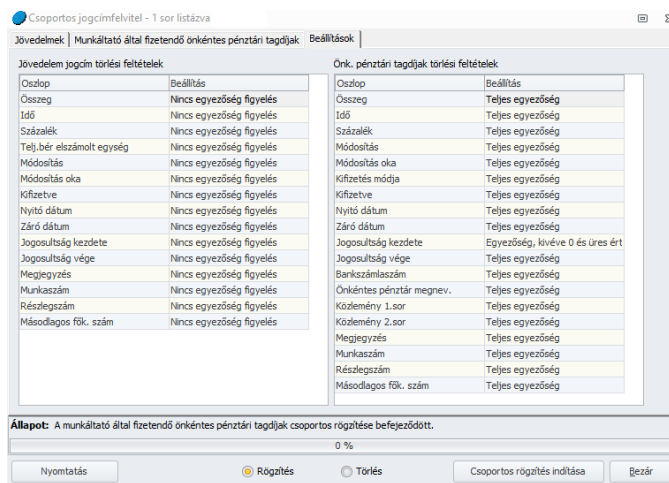 Csoportos jogcímfelvitel - 1 sor listázva
Jövedelmek Munkáltató által fizetendő önkéntes pénztári tagdíjak Beállítások
Jövedelem jogcím törlési feltételek
Oszlop Beállítás
Összeg Nincs egyezőség figyelés
Idő Nincs egyezőség figyelés
Százalék Nincs egyezőség figyelés
Telj.bér elszámolt egység Nincs egyezőség figyelés
Módosítás Nincs egyezőség figyelés
Módosítás oka Nincs egyezőség figyelés
Kifizetve Nincs egyezőség figyelés
Nyitó dátum Nincs egyezőség figyelés
Záró dátum Nincs egyezőség figyelés
Jogosultság kezdete Nincs egyezőség figyelés
Jogosultság vége Nincs egyezőség figyelés
Megjegyzés Nincs egyezőség figyelés
Munkaszám Nincs egyezőség figyelés
Részlegszám Nincs egyezőség figyelés
Másodlagos fők. szám Nincs egyezőség figyelés
Önk. pénztári tagdíjak törlési feltételek
Oszlop Beállítás
Összeg Teljes egyezőség
Idő Teljes egyezőség
Százalék Teljes egyezőség
Módosítás Teljes egyezőség
Módosítás oka Teljes egyezőség
Kifizetés módja Teljes egyezőség
Kifizetve Teljes egyezőség
Nyitó dátum Teljes egyezőség
Záró dátum Teljes egyezőség
Jogosultság kezdete Egyezőség, kivéve 0 és üres ért
Jogosultság vége Teljes egyezőség
Bankszámlaszám Teljes egyezőség
Önkéntes pénztár megnev. Teljes egyezőség
Közlemény 1.sor Teljes egyezőség
Közlemény 2.sor Teljes egyezőség
Megjegyzés Teljes egyezőség
Munkaszám Teljes egyezőség
Részlegszám Teljes egyezőség
Másodlagos fők. szám Teljes egyezőség
Állapot: A munkáltató által fizetendő önkéntes pénztári tagdíjak csoportos rögzítése befejeződött.
0 %
Nyomtatás Rögzítés Törlés Csoportos rögzítés indítása Bezár